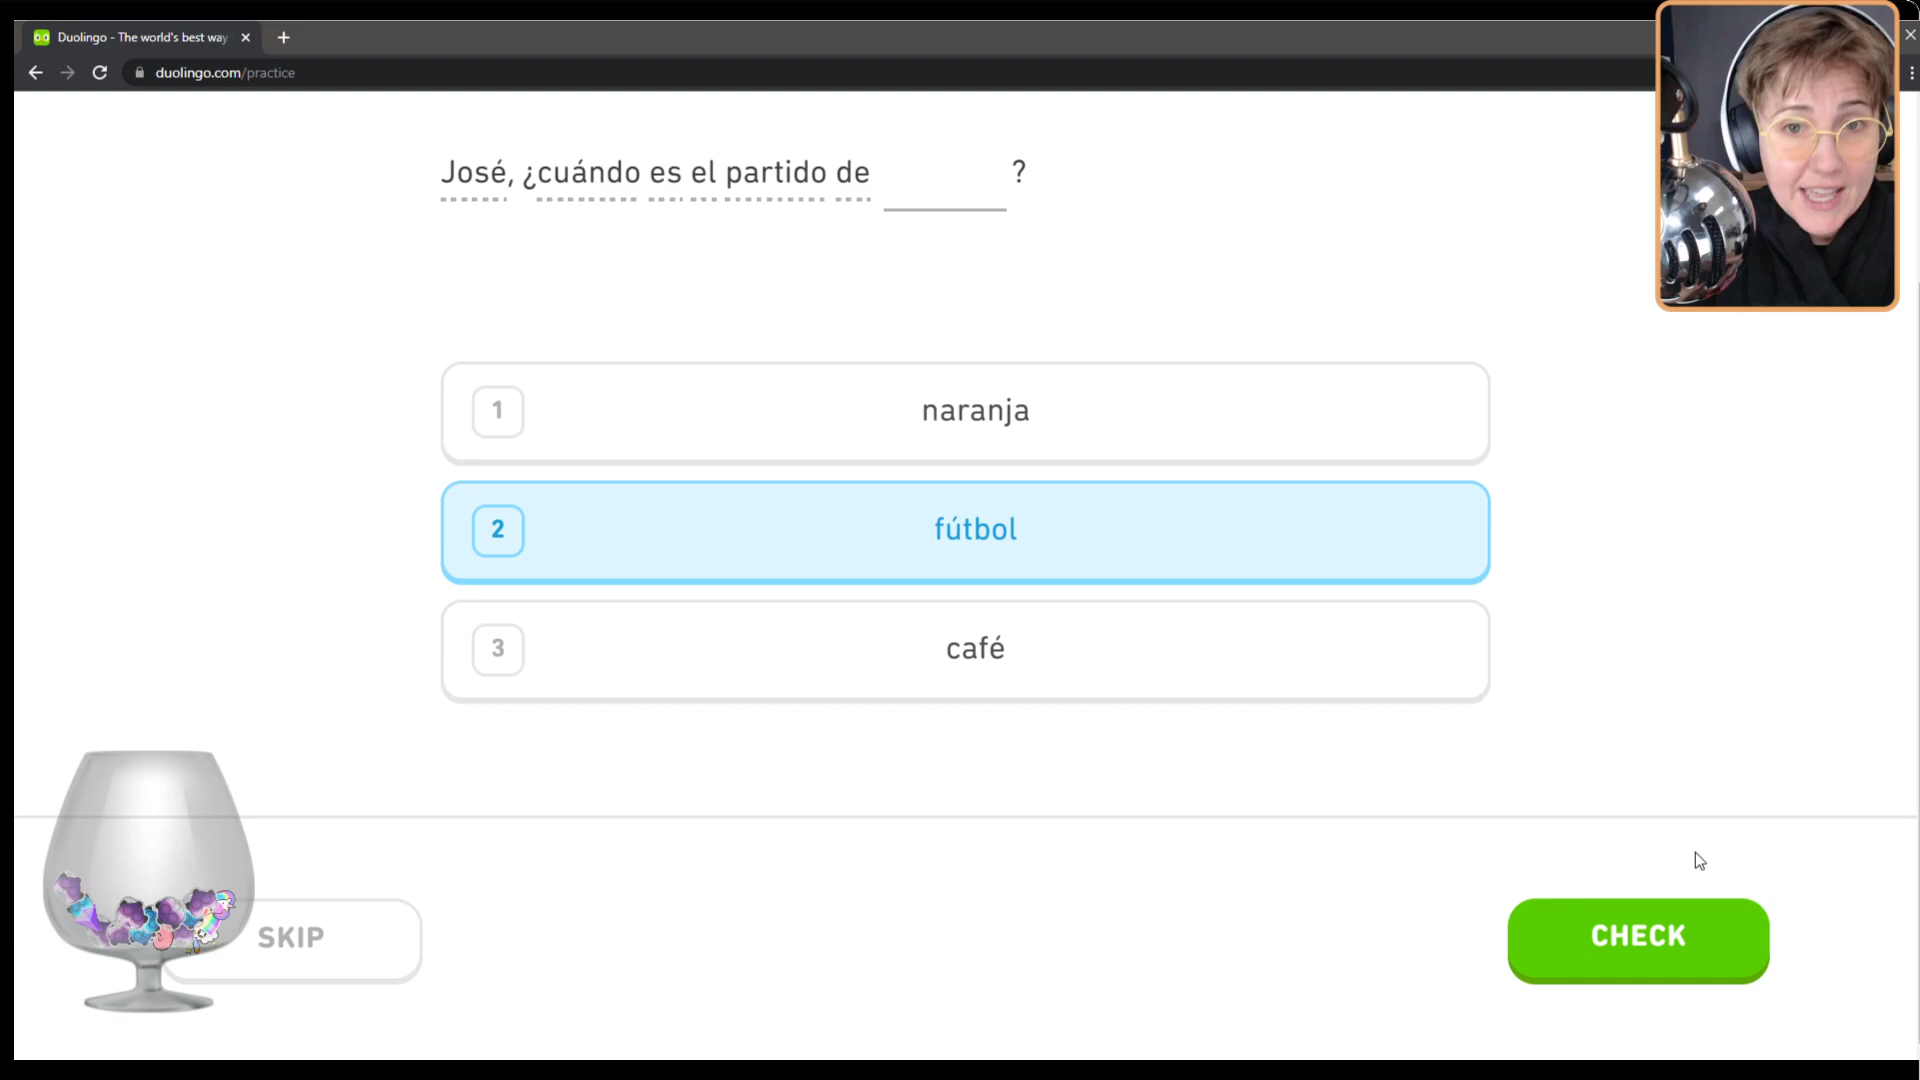 Duolingo - The world's best way
duolingo.com/practice
José, ¿cuándo es el partido de ________ ?
1 naranja
2 fútbol
3 café
SKIP
CHECK